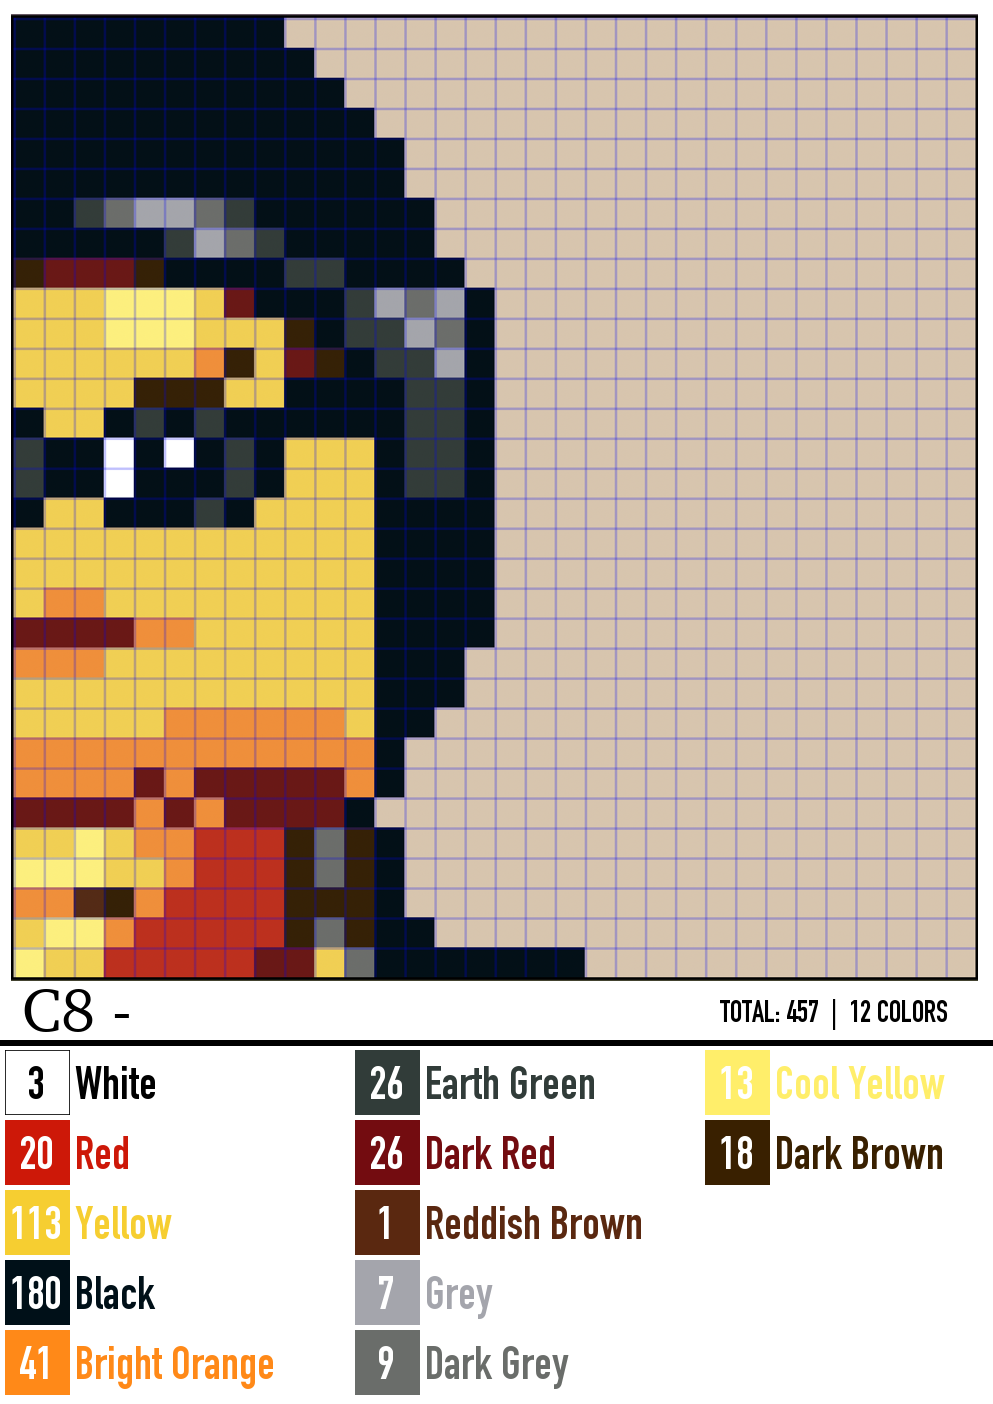 C8 -
TOTAL: 457 | 12 COLORS
3 White
26 Earth Green
13 Cool Yellow
20 Red
26 Dark Red
18 Dark Brown
113 Yellow
1 Reddish Brown
180 Black
7 Grey
41 Bright Orange
9 Dark Grey